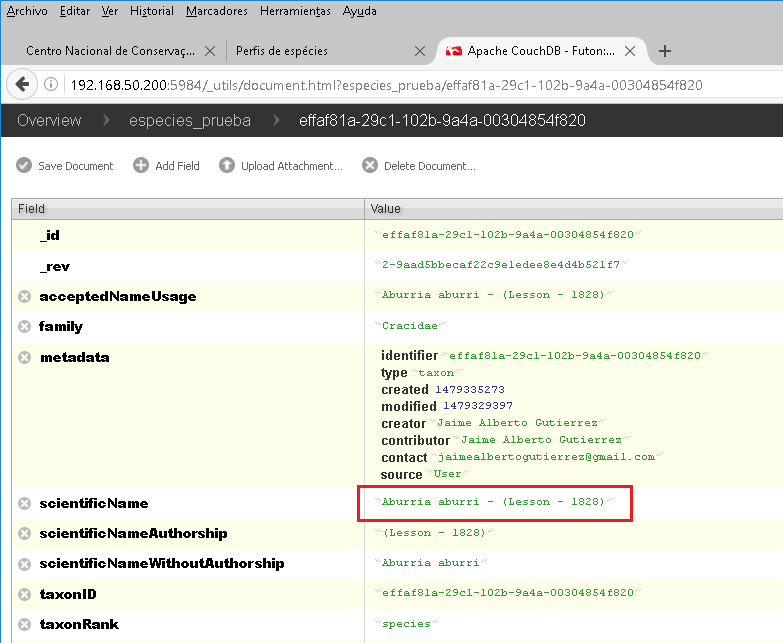 Archivo Editar Ver Historial Marcadores Herramientas Ayuda
Centro Nacional de Conservaç... Perfis de espécies Apache CouchDB - Futon:...
192.168.50.200:5984/_utils/document.html?especies_prueba/effaf81a-29c1-102b-9a4a-00304854f820
Overview especies_prueba effaf81a-29c1-102b-9a4a-00304854f820
Save Document Add Field Upload Attachment... Delete Document...
Field Value
_id "effaf81a-29c1-102b-9a4a-00304854f820"
_rev "2-9aad5bbecaf22c9e1edee8e4d4b521f7"
acceptedNameUsage "Aburria aburri - (Lesson - 1828)"
family "Cracidae"
metadata identifier "effaf81a-29c1-102b-9a4a-00304854f820"
type "taxon"
created 1479335273
modified 1479329397
creator "Jaime Alberto Gutierrez"
contributor "Jaime Alberto Gutierrez"
contact "jaimealbertogutierrez@gmail.com"
source "User"
scientificName "Aburria aburri - (Lesson - 1828)"
scientificNameAuthorship "(Lesson - 1828)"
scientificNameWithoutAuthorship "Aburria aburri"
taxonID "effaf81a-29c1-102b-9a4a-00304854f820"
taxonRank "species"